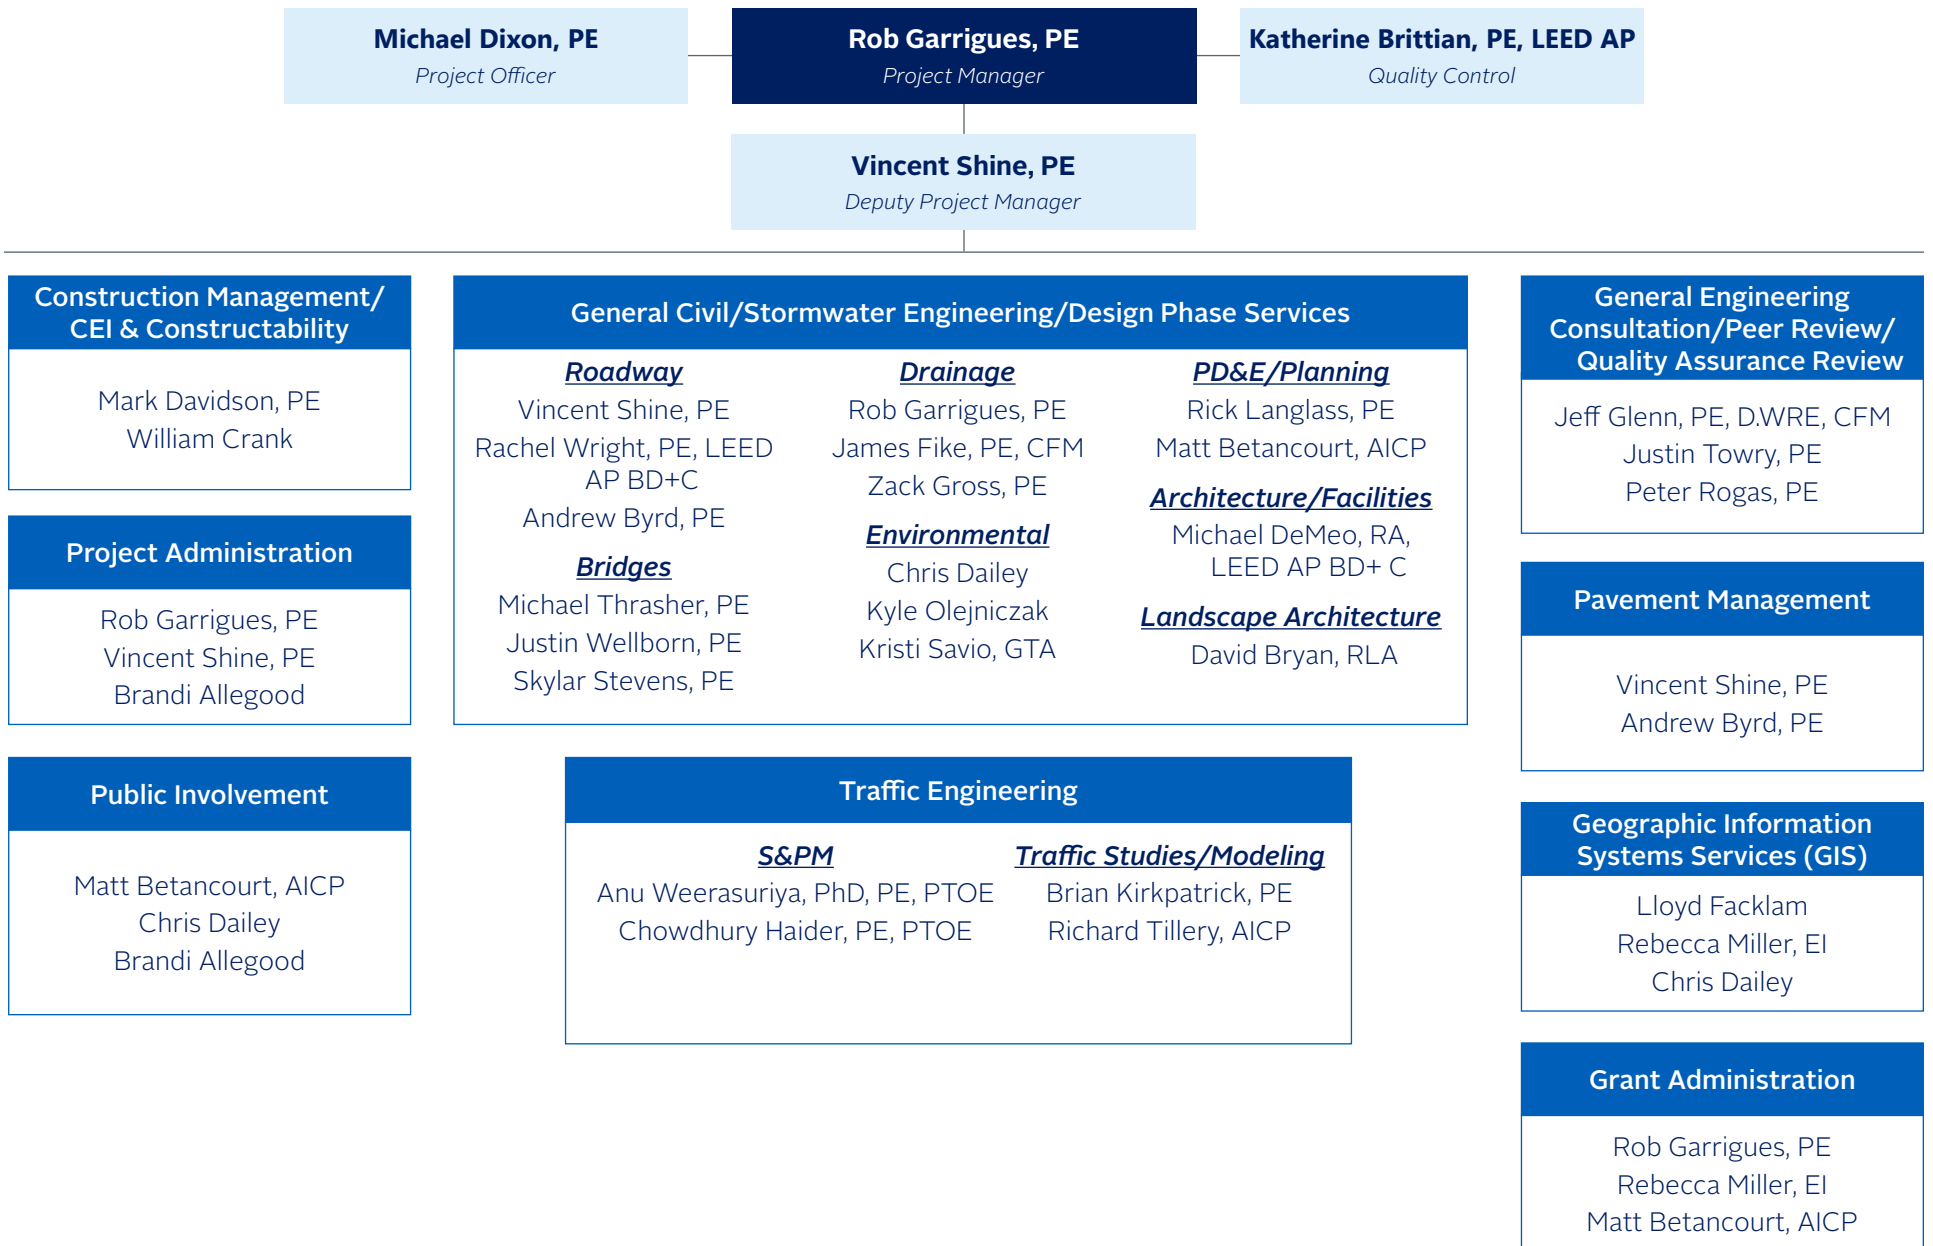 Michael Dixon, PE
Project Officer
Rob Garrigues, PE
Project Manager
Katherine Brittian, PE, LEED AP
Quality Control
Vincent Shine, PE
Deputy Project Manager
Construction Management/
CEI & Constructability
Mark Davidson, PE
William Crank
Project Administration
Rob Garrigues, PE
Vincent Shine, PE
Brandi Allegood
Public Involvement
Matt Betancourt, AICP
Chris Dailey
Brandi Allegood
General Civil/Stormwater Engineering/Design Phase Services
Roadway
Vincent Shine, PE
Rachel Wright, PE, LEED
AP BD+C
Andrew Byrd, PE
Bridges
Michael Thrasher, PE
Justin Wellborn, PE
Skylar Stevens, PE
Drainage
Rob Garrigues, PE
James Fike, PE, CFM
Zack Gross, PE
Environmental
Chris Dailey
Kyle Olejniczak
Kristi Savio, GTA
PD&E/Planning
Rick Langlass, PE
Matt Betancourt, AICP
Architecture/Facilities
Michael DeMeo, RA,
LEED AP BD+ C
Landscape Architecture
David Bryan, RLA
Traffic Engineering
S&PM
Anu Weerasuriya, PhD, PE, PTOE
Chowdhury Haider, PE, PTOE
Traffic Studies/Modeling
Brian Kirkpatrick, PE
Richard Tillery, AICP
General Engineering
Consultation/Peer Review/
Quality Assurance Review
Jeff Glenn, PE, D.WRE, CFM
Justin Towry, PE
Peter Rogas, PE
Pavement Management
Vincent Shine, PE
Andrew Byrd, PE
Geographic Information
Systems Services (GIS)
Lloyd Facklam
Rebecca Miller, EI
Chris Dailey
Grant Administration
Rob Garrigues, PE
Rebecca Miller, EI
Matt Betancourt, AICP